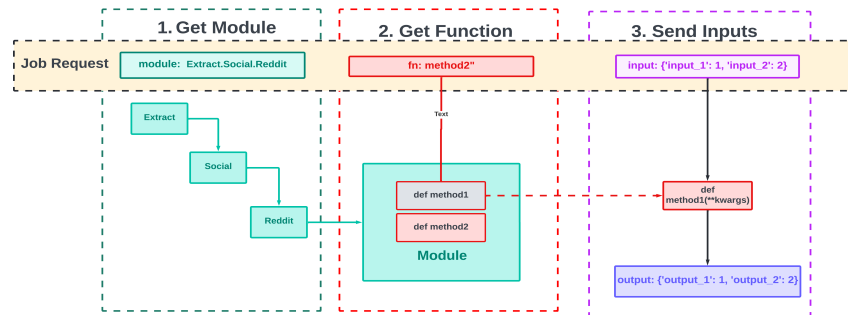 1. Get Module
2. Get Function
3. Send Inputs
Job Request
module: Extract.Social.Reddit
fn: method2"
input: {'input_1': 1, 'input_2': 2}
Text
Extract
Social
Reddit
def method1
def method2
Module
def
method1(**kwargs)
output: {'output_1': 1, 'output_2': 2}